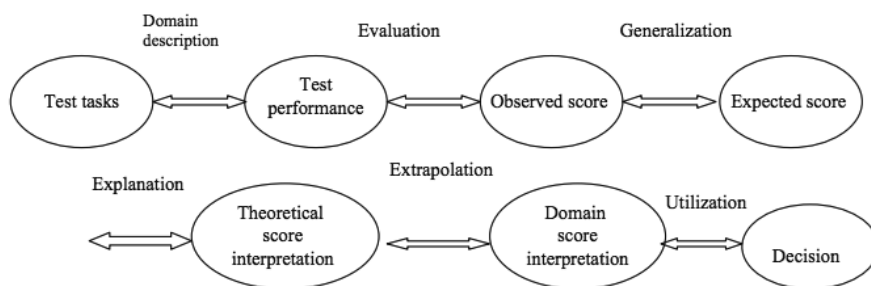 Domain
description
Evaluation
Generalization
Test tasks
Test
performance
Observed score
Expected score
Explanation
Extrapolation
Utilization
Theoretical
score
interpretation
Domain
score
interpretation
Decision